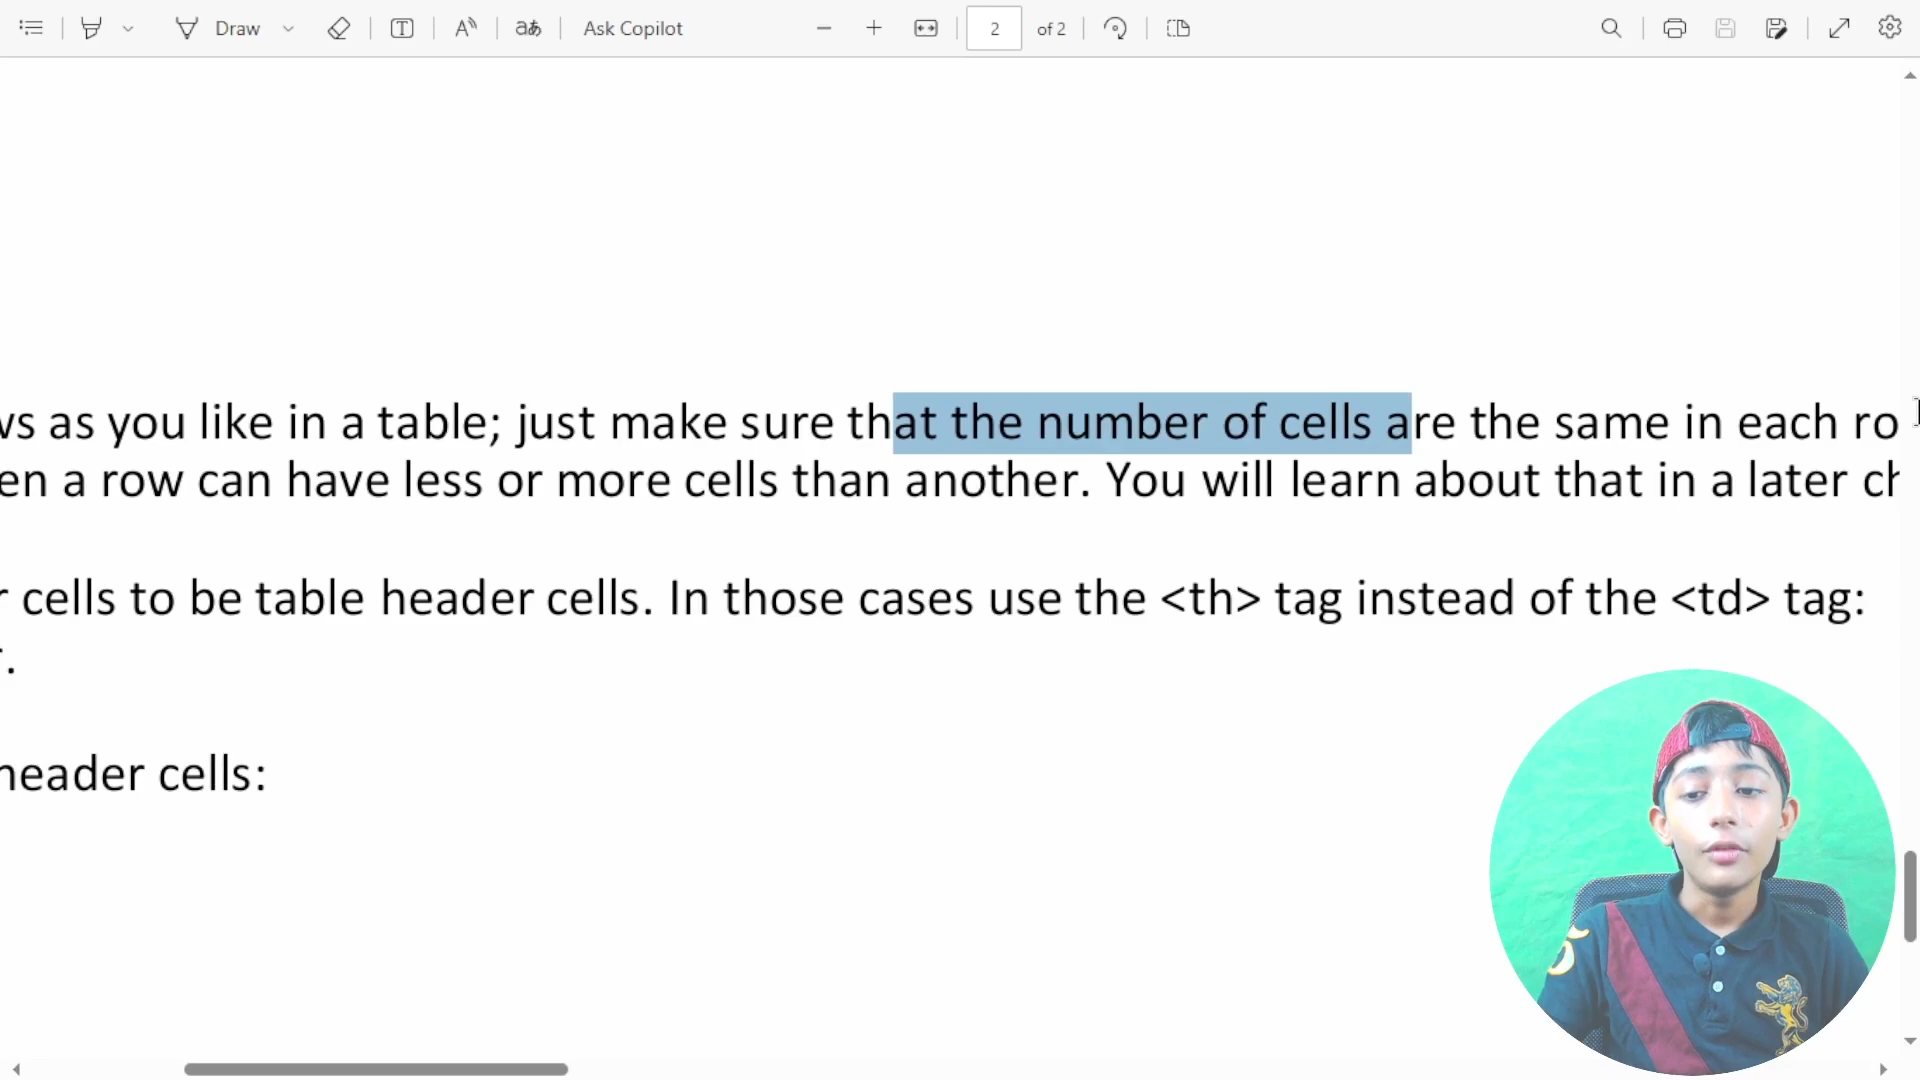 Draw
Ask Copilot
2 of 2
ws as you like in a table; just make sure that the number of cells are the same in each ro
en a row can have less or more cells than another. You will learn about that in a later ch
r cells to be table header cells. In those cases use the <th> tag instead of the <td> tag:
r.
header cells:
5